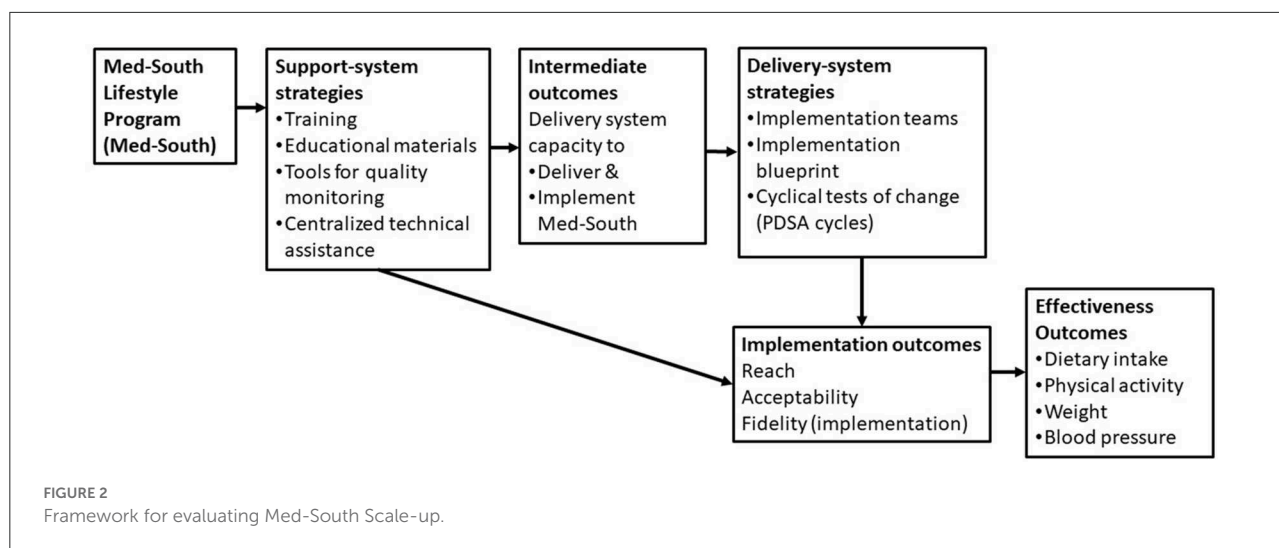 Med-South
Lifestyle
Program
(Med-South)
Support-system
strategies
•Training
•Educational materials
•Tools for quality
monitoring
•Centralized technical
assistance
Intermediate
outcomes
Delivery system
capacity to
•Deliver &
•Implement
Med-South
Delivery-system
strategies
•Implementation teams
•Implementation
blueprint
•Cyclical tests of change
(PDSA cycles)
Implementation outcomes
Reach
Acceptability
Fidelity (implementation)
Effectiveness
Outcomes
•Dietary intake
•Physical activity
•Weight
•Blood pressure
FIGURE 2
Framework for evaluating Med-South Scale-up.